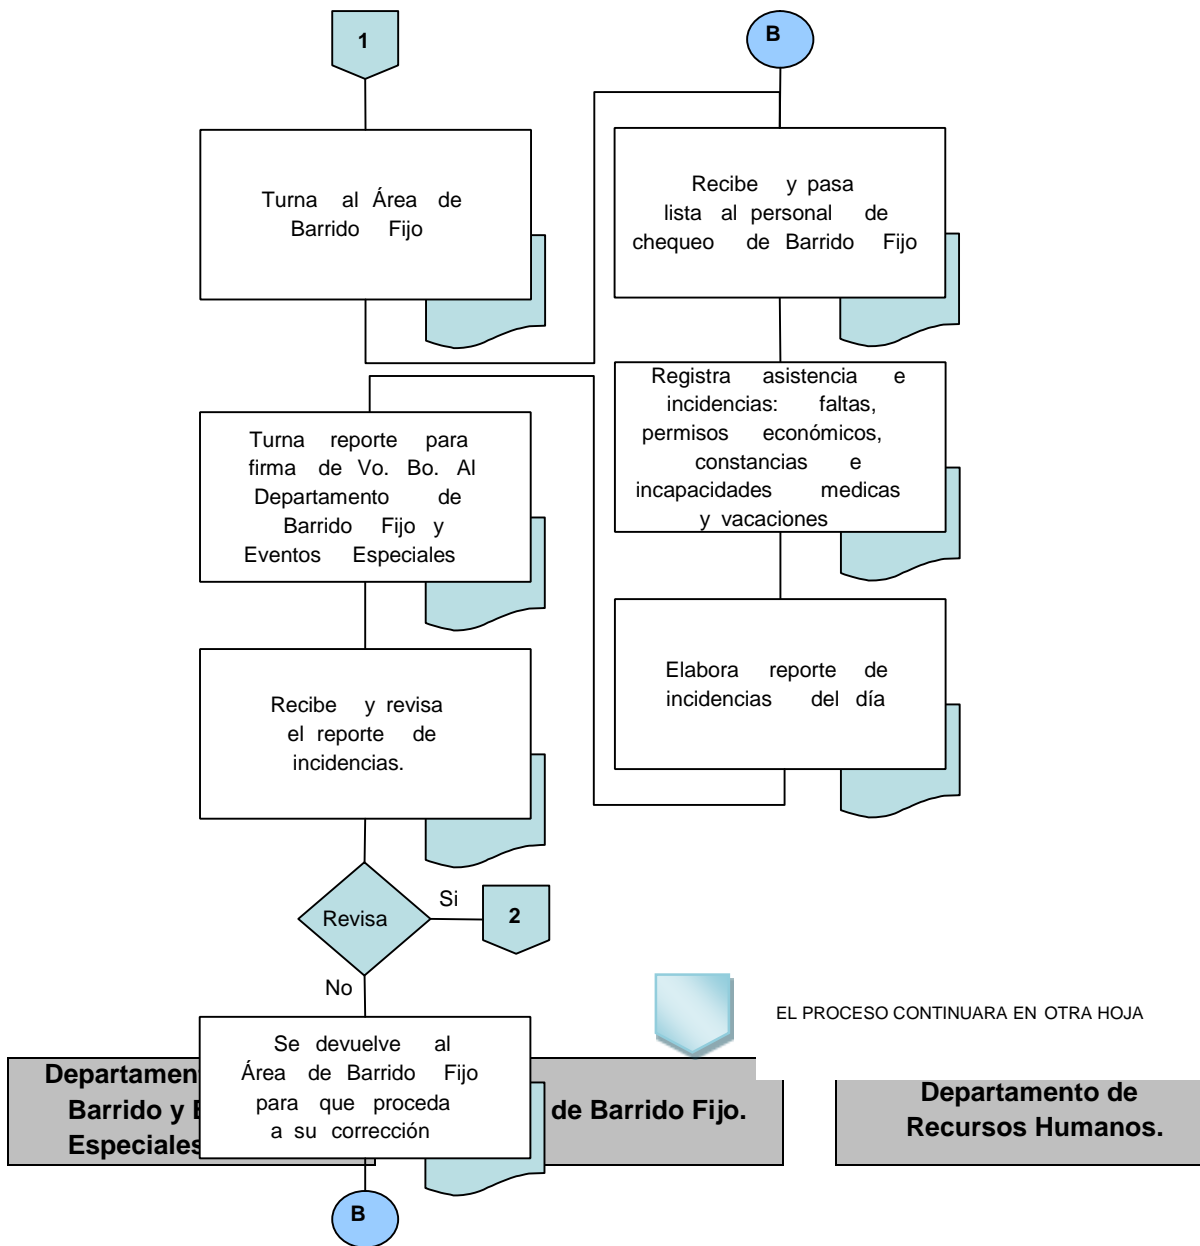 1
Turna al Área de
Barrido Fijo
B
Recibe y pasa
lista al personal de
chequeo de Barrido Fijo
Registra asistencia e
incidencias: faltas,
permisos económicos,
constancias e
incapacidades medicas
y vacaciones
Elabora reporte de
incidencias del día
Turna reporte para
firma de Vo. Bo. Al
Departamento de
Barrido Fijo y
Eventos Especiales
Recibe y revisa
el reporte de
incidencias.
Revisa
Si
2
No
Se devuelve al
Área de Barrido Fijo
para que proceda
a su corrección
B
EL PROCESO CONTINUARA EN OTRA HOJA
Barrido y
Especiales
de Barrido Fijo.
Departamento de
Recursos Humanos.